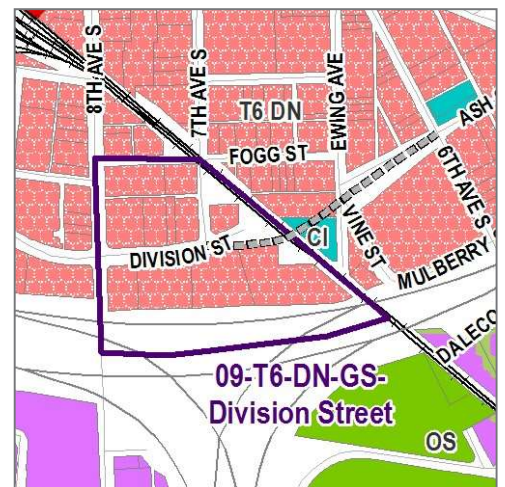 8TH AVE S
7TH AVE S
EWING AVE
T6 DN
ASH
FOGG ST
6TH AVE S
DIVISION ST
CI
VINE ST
MULBERRY
DALECO
09-T6-DN-GS-
Division Street
OS